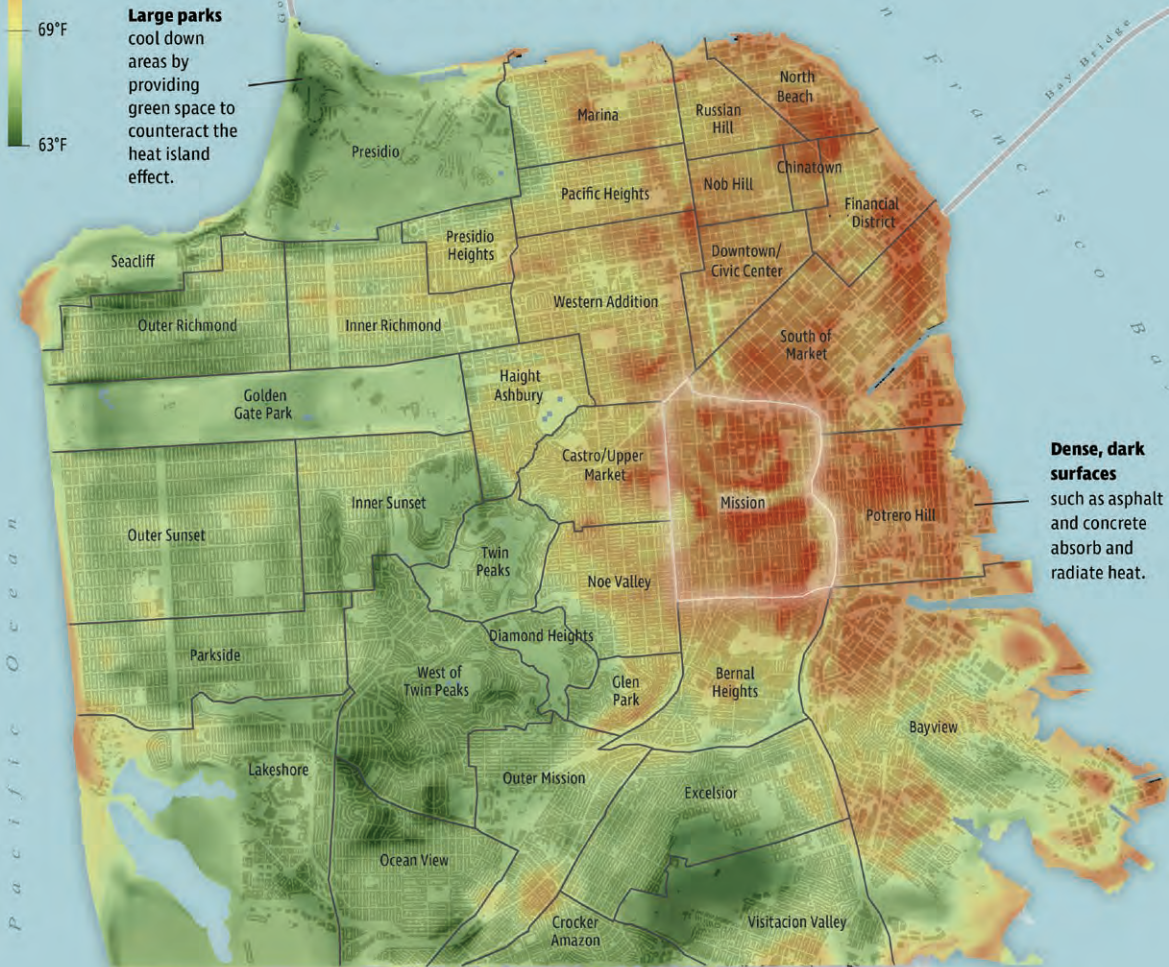 69°F
63°F
Large parks
cool down
areas by
providing
green space to
counteract the
heat island
effect.
n Francisco Ba
Bay Bridge
North
Beach
Marina
Russian
Hill
Presidio
Chinatown
Pacific Heights
Nob Hill
Financial
District
Presidio
Heights
Seacliff
Downtown/
Civic Center
Western Addition
Outer Richmond
Inner Richmond
South of
Market
Haight
Ashbury
Golden
Gate Park
Castro/Upper
Market
Dense, dark
surfaces
such as asphalt
and concrete
absorb and
radiate heat.
Inner Sunset
Mission
Potrero Hill
Outer Sunset
Twin
Peaks
Noe Valley
Pacific Ocean
Diamond Heights
Parkside
West of
Twin Peaks
Glen
Park
Bernal
Heights
Bayview
Lakeshore
Outer Mission
Excelsior
Ocean View
Crocker
Amazon
Visitacion Valley